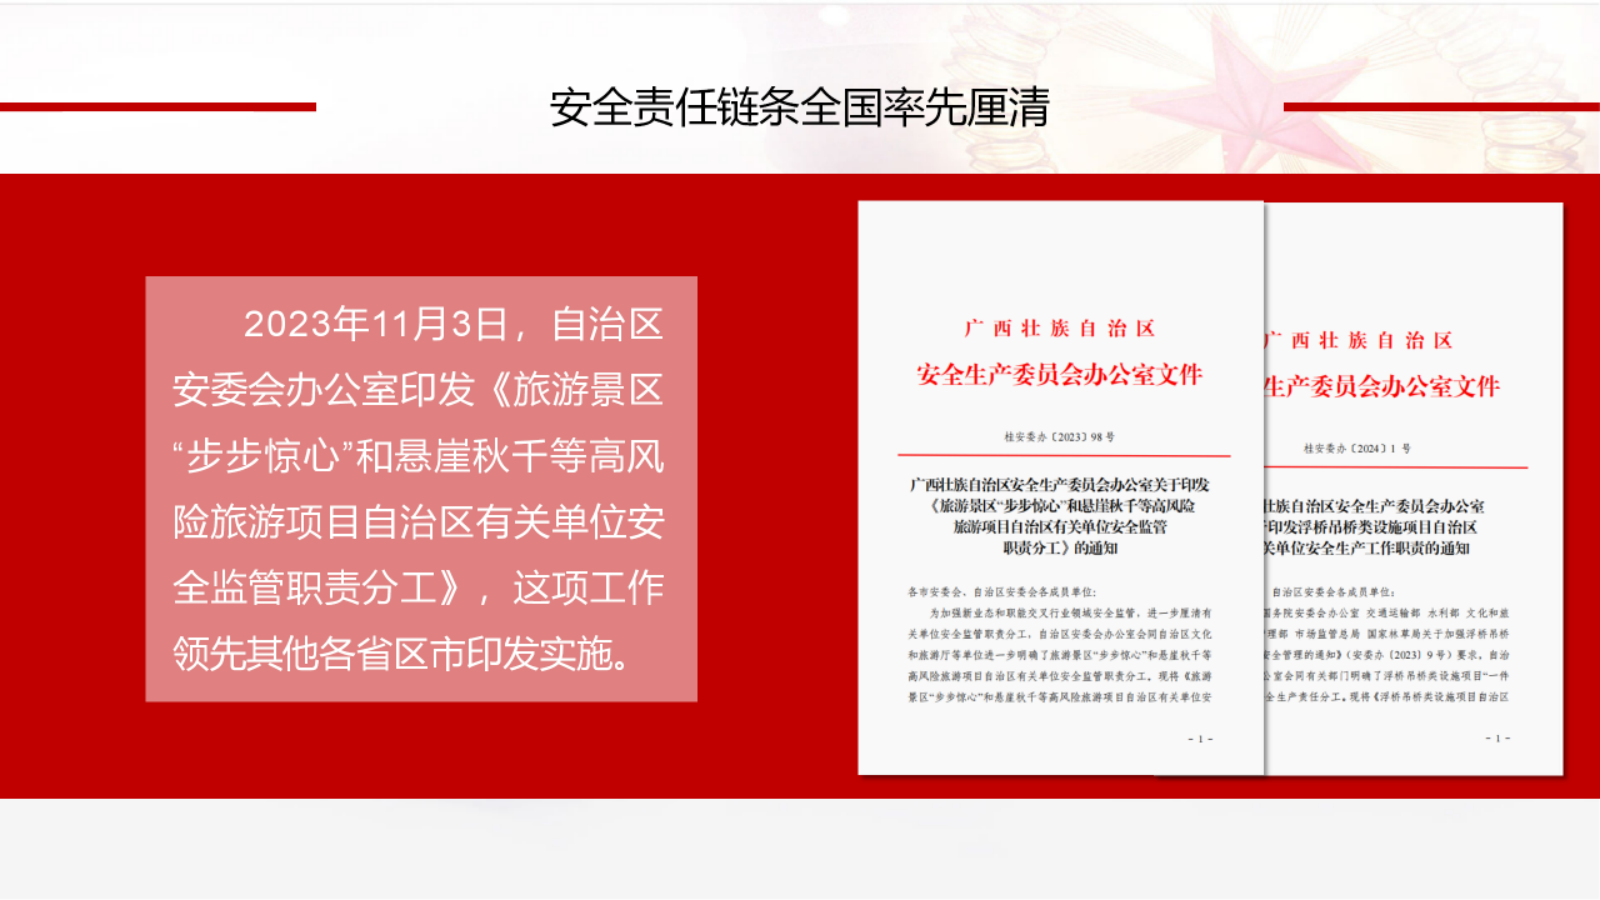 安全责任链条全国率先厘清
2023年11月3日，自治区
安委会办公室印发《旅游景区
“步步惊心”和悬崖秋千等高风
险旅游项目自治区有关单位安
全监管职责分工》，这项工作
领先其他各省区市印发实施。
广西壮族自治区
安全生产委员会办公室文件
桂安委办〔2023〕98号
广西壮族自治区安全生产委员会办公室关于印发
《旅游景区“步步惊心”和悬崖秋千等高风险
旅游项目自治区有关单位安全监管
职责分工》的通知
各市安委会、自治区安委会各成员单位：
为加强新业态和职能交叉行业领域安全监管，进一步厘清有
关单位安全监管职责分工，自治区安委会办公室会同自治区文化
和旅游厅等单位进一步明确了旅游景区“步步惊心”和悬崖秋千等
高风险旅游项目自治区有关单位安全监管职责分工。现将《旅游
景区“步步惊心”和悬崖秋千等高风险旅游项目自治区有关单位安
- 1 -
广西壮族自治区
生产委员会办公室文件
桂安委办〔2024〕1 号
壮族自治区安全生产委员会办公室
印发浮桥吊桥类设施项目自治区
关单位安全生产工作职责的通知
自治区安委会各成员单位：
国务院安委会办公室 交通运输部 水利部 文化和旅
理部 市场监管总局 国家林草局关于加强浮桥吊桥
安全管理的通知》（安委办〔2023〕9号）要求，自治
公室会同有关部门明确了浮桥吊桥类设施项目“一件
全生产责任分工。现将《浮桥吊桥类设施项目自治区
- 1 -